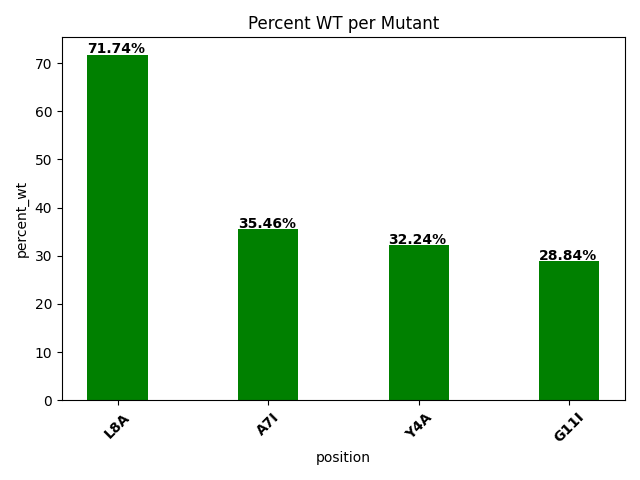 Percent WT per Mutant
percent_wt
70
60
50
40
30
20
10
0
71.74%
35.46%
32.24%
28.84%
L8A
A7I
Y4A
G11I
position